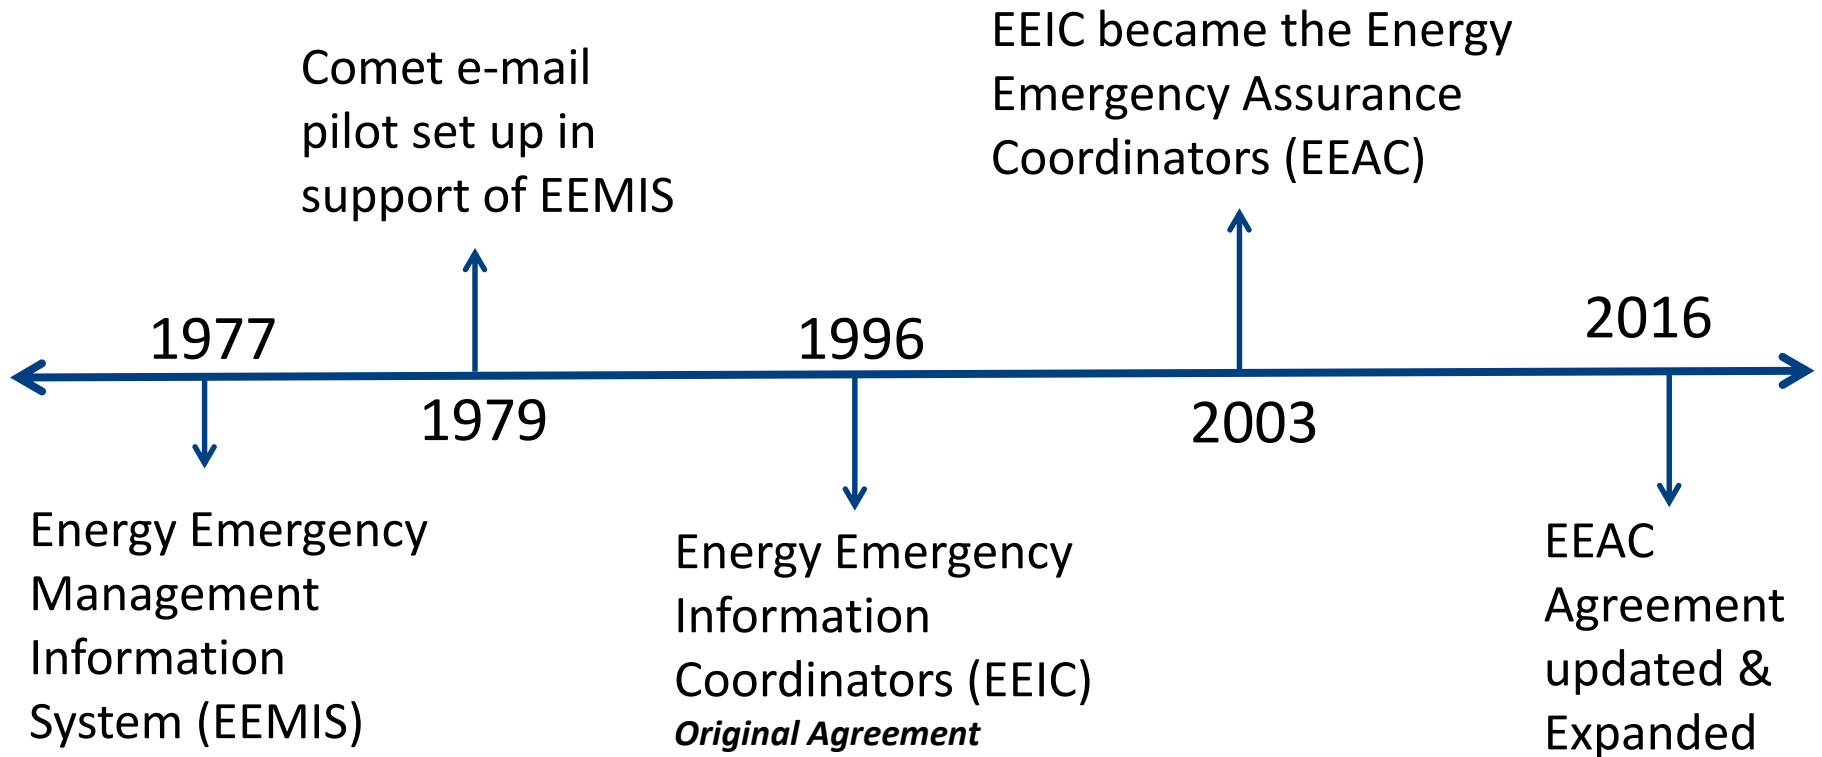 Comet e-mail
pilot set up in
support of EEMIS
EEIC became the Energy
Emergency Assurance
Coordinators (EEAC)
1977
1979
1996
2003
2016
Energy Emergency
Management
Information
System (EEMIS)
Energy Emergency
Information
Coordinators (EEIC)
Original Agreement
EEAC
Agreement
updated &
Expanded